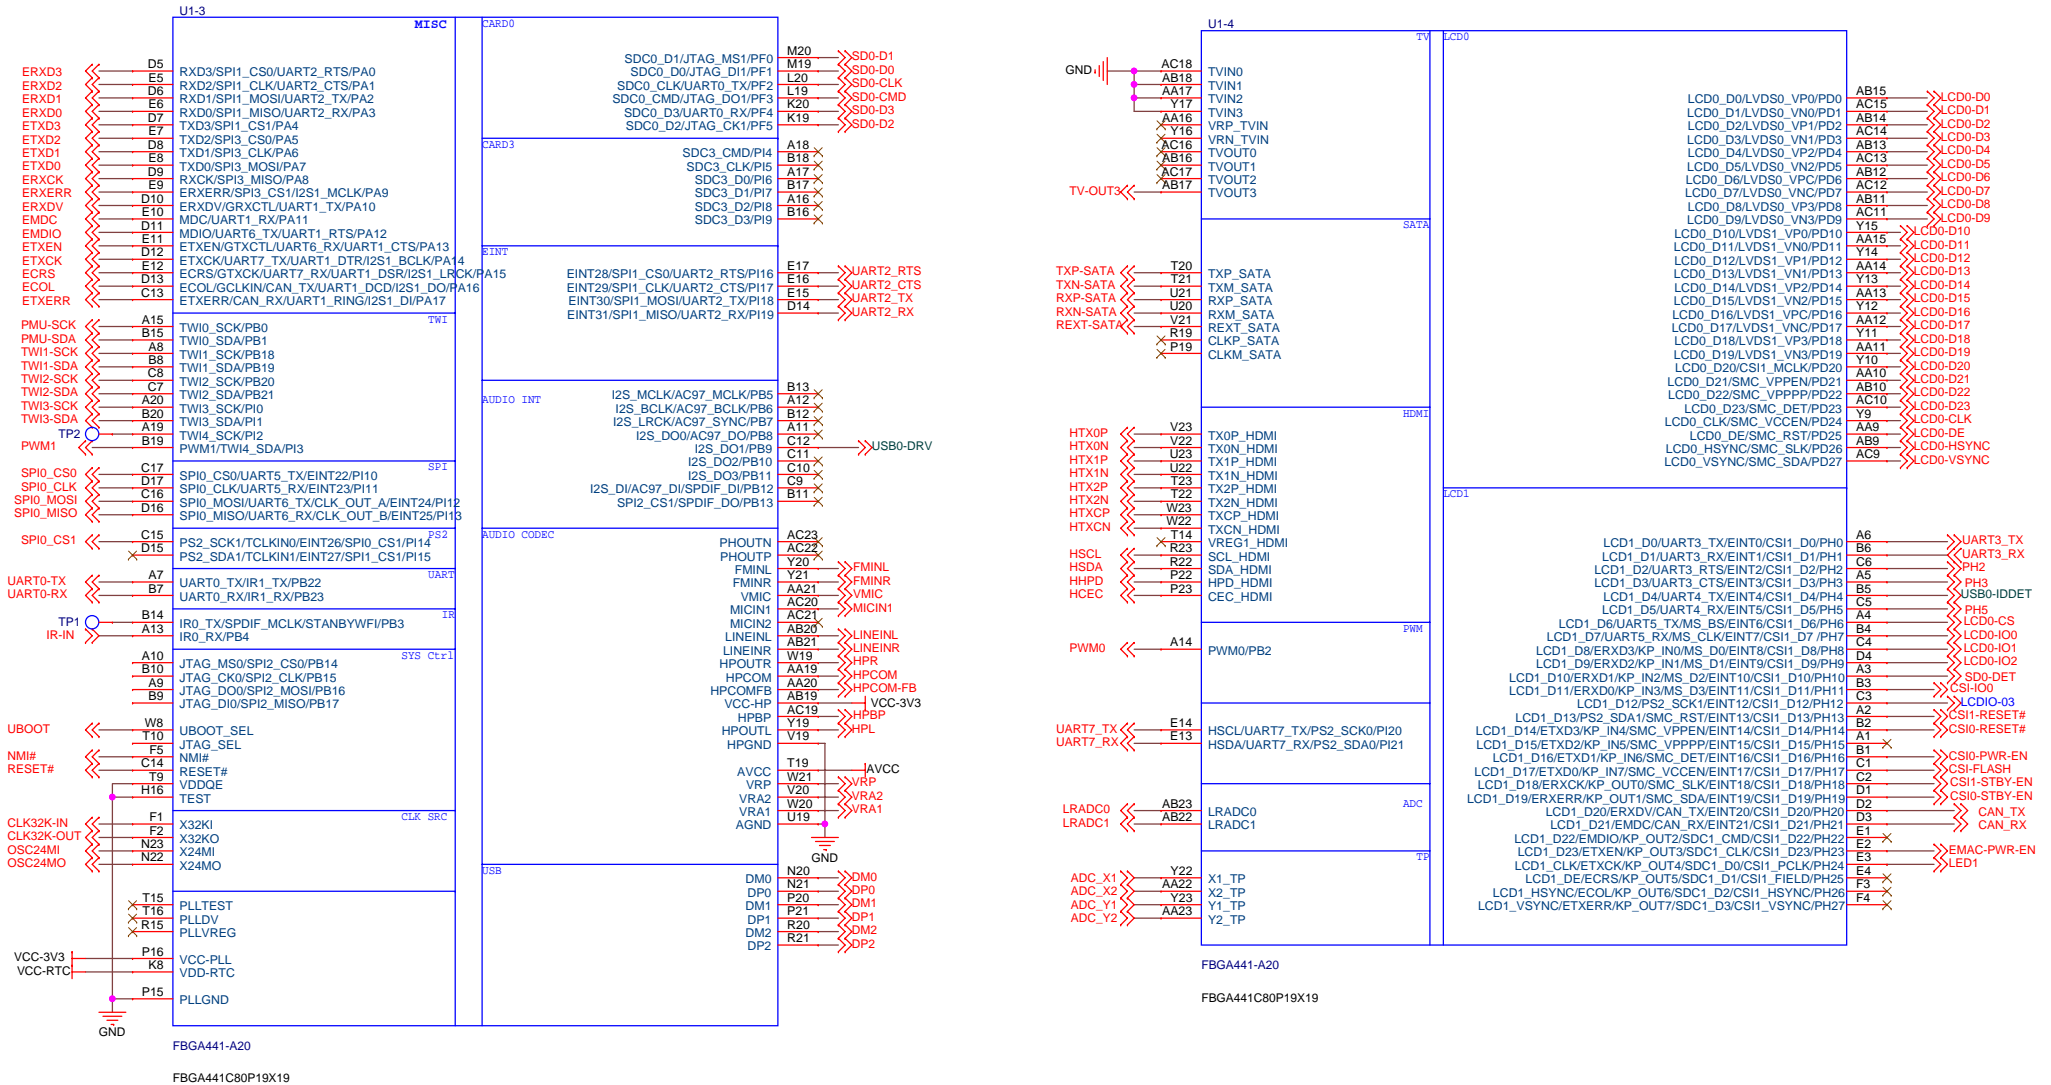 U1-3
MISC
ERXD3 D5 RXD3/SPI1_CS0/UART2_RTS/PA0
ERXD2 E5 RXD2/SPI1_CLK/UART2_CTS/PA1
ERXD1 D6 RXD1/SPI1_MOSI/UART2_TX/PA2
ERXD0 E6 RXD0/SPI1_MISO/UART2_RX/PA3
ETXD3 D7 TXD3/SPI1_CS1/PA4
ETXD2 E7 TXD2/SPI3_CS0/PA5
ETXD1 D8 TXD1/SPI3_CLK/PA6
ETXD0 E8 TXD0/SPI3_MOSI/PA7
ERXCK D9 RXCK/SPI3_MISO/PA8
ERXERR E9 ERXERR/SPI3_CS1/I2S1_MCLK/PA9
ERXDV D10 ERXDV/GRXCTL/UART1_TX/PA10
EMDC E10 MDC/UART1_RX/PA11
EMDIO D11 MDIO/UART6_TX/UART1_RTS/PA12
ETXEN E11 ETXEN/GTXCTL/UART6_RX/UART1_CTS/PA13
ETXCK D12 ETXCK/UART7_TX/UART1_DTR/I2S1_BCLK/PA14
ECRS E12 ECRS/GTXCK/UART7_RX/UART1_DSR/I2S1_LRCK/PA15
ECOL D13 ECOL/GCLKIN/CAN_TX/UART1_DCD/I2S1_DO/PA16
ETXERR C13 ETXERR/CAN_RX/UART1_RING/I2S1_DI/PA17
TWI
PMU-SCK A15 TWI0_SCK/PB0
PMU-SDA B15 TWI0_SDA/PB1
TWI1-SCK A8 TWI1_SCK/PB18
TWI1-SDA B8 TWI1_SDA/PB19
TWI2-SCK C8 TWI2_SCK/PB20
TWI2-SDA C7 TWI2_SDA/PB21
TWI3-SCK A20 TWI3_SCK/PI0
TWI3-SDA B20 TWI3_SDA/PI1
TP2 A19 TWI4_SCK/PI2
PWM1 B19 PWM1/TWI4_SDA/PI3
SPI
SPI0_CS0 C17 SPI0_CS0/UART5_TX/EINT22/PI10
SPI0_CLK D17 SPI0_CLK/UART5_RX/EINT23/PI11
SPI0_MOSI C16 SPI0_MOSI/UART6_TX/CLK_OUT_A/EINT24/PI12
SPI0_MISO D16 SPI0_MISO/UART6_RX/CLK_OUT_B/EINT25/PI13
PS2
SPI0_CS1 C15 PS2_SCK1/TCLKIN0/EINT26/SPI0_CS1/PI14
D15 PS2_SDA1/TCLKIN1/EINT27/SPI1_CS1/PI15
UART
UART0-TX A7 UART0_TX/IR1_TX/PB22
UART0-RX B7 UART0_RX/IR1_RX/PB23
IR
TP1 B14 IR0_TX/SPDIF_MCLK/STANBYWFI/PB3
IR-IN A13 IR0_RX/PB4
SYS Ctrl
A10 JTAG_MS0/SPI2_CS0/PB14
B10 JTAG_CK0/SPI2_CLK/PB15
A9 JTAG_DO0/SPI2_MOSI/PB16
B9 JTAG_DI0/SPI2_MISO/PB17
UBOOT W8 UBOOT_SEL
T10 JTAG_SEL
NMI# F5 NMI#
RESET# C14 RESET#
T9 VDDQE
H16 TEST
CLK SRC
CLK32K-IN F1 X32KI
CLK32K-OUT F2 X32KO
OSC24MI N23 X24MI
OSC24MO N22 X24MO
T15 PLLTEST
T16 PLLDV
R15 PLLVREG
VCC-3V3 P16 VCC-PLL
VCC-RTC K8 VDD-RTC
P15 PLLGND
GND
CARD0
SDC0_D1/JTAG_MS1/PF0 M20 SD0-D1
SDC0_D0/JTAG_DI1/PF1 M19 SD0-D0
SDC0_CLK/UART0_TX/PF2 L20 SD0-CLK
SDC0_CMD/JTAG_DO1/PF3 L19 SD0-CMD
SDC0_D3/UART0_RX/PF4 K20 SD0-D3
SDC0_D2/JTAG_CK1/PF5 K19 SD0-D2
CARD3
SDC3_CMD/PI4 A18
SDC3_CLK/PI5 B18
SDC3_D0/PI6 A17
SDC3_D1/PI7 B17
SDC3_D2/PI8 A16
SDC3_D3/PI9 B16
EINT
EINT28/SPI1_CS0/UART2_RTS/PI16 E17 UART2_RTS
EINT29/SPI1_CLK/UART2_CTS/PI17 E16 UART2_CTS
EINT30/SPI1_MOSI/UART2_TX/PI18 E15 UART2_TX
EINT31/SPI1_MISO/UART2_RX/PI19 D14 UART2_RX
AUDIO INT
I2S_MCLK/AC97_MCLK/PB5 B13
I2S_BCLK/AC97_BCLK/PB6 A12
I2S_LRCK/AC97_SYNC/PB7 B12
I2S_DO0/AC97_DO/PB8 A11
I2S_DO1/PB9 C12 USB0-DRV
I2S_DO2/PB10 C11
I2S_DO3/PB11 C10
I2S_DI/AC97_DI/SPDIF_DI/PB12 C9
SPI2_CS1/SPDIF_DO/PB13 B11
AUDIO CODEC
PHOUTN AC23
PHOUTP AC22
FMINL Y20 FMINL
FMINR Y21 FMINR
VMIC AA21 VMIC
MICIN1 AC20 MICIN1
MICIN2 AC21
LINEINL AB20 LINEINL
LINEINR AB21 LINEINR
HPOUTR W19 HPR
HPCOM AA19 HPCOM
HPCOMFB AA20 HPCOM-FB
VCC-HP AB19 VCC-3V3
HPBP AC19 HPBP
HPOUTL Y19 HPL
HPGND V19
AVCC T19 AVCC
VRP W21 VRP
VRA2 V20 VRA2
VRA1 W20 VRA1
AGND U19
GND
USB
DM0 N20 DM0
DP0 N21 DP0
DM1 P20 DM1
DP1 P21 DP1
DM2 R20 DM2
DP2 R21 DP2
FBGA441-A20
FBGA441C80P19X19
U1-4
TV
GND AC18 TVIN0
AB18 TVIN1
AA17 TVIN2
Y17 TVIN3
AA16 VRP_TVIN
Y16 VRN_TVIN
AC16 TVOUT0
AB16 TVOUT1
AC17 TVOUT2
TV-OUT3 AB17 TVOUT3
SATA
TXP-SATA T20 TXP_SATA
TXN-SATA T21 TXM_SATA
RXP-SATA U21 RXP_SATA
RXN-SATA U20 RXM_SATA
REXT-SATA V21 REXT_SATA
R19 CLKP_SATA
P19 CLKM_SATA
HDMI
HTX0P V23 TX0P_HDMI
HTX0N V22 TX0N_HDMI
HTX1P U23 TX1P_HDMI
HTX1N U22 TX1N_HDMI
HTX2P T23 TX2P_HDMI
HTX2N T22 TX2N_HDMI
HTXCP W23 TXCP_HDMI
HTXCN W22 TXCN_HDMI
T14 VREG1_HDMI
HSCL R23 SCL_HDMI
HSDA R22 SDA_HDMI
HHPD P22 HPD_HDMI
HCEC P23 CEC_HDMI
PWM
PWM0 A14 PWM0/PB2
UART7_TX E14 HSCL/UART7_TX/PS2_SCK0/PI20
UART7_RX E13 HSDA/UART7_RX/PS2_SDA0/PI21
ADC
LRADC0 AB23 LRADC0
LRADC1 AB22 LRADC1
TP
ADC_X1 Y22 X1_TP
ADC_X2 AA22 X2_TP
ADC_Y1 Y23 Y1_TP
ADC_Y2 AA23 Y2_TP
LCD0
LCD0_D0/LVDS0_VP0/PD0 AB15 LCD0-D0
LCD0_D1/LVDS0_VN0/PD1 AC15 LCD0-D1
LCD0_D2/LVDS0_VP1/PD2 AB14 LCD0-D2
LCD0_D3/LVDS0_VN1/PD3 AC14 LCD0-D3
LCD0_D4/LVDS0_VP2/PD4 AB13 LCD0-D4
LCD0_D5/LVDS0_VN2/PD5 AC13 LCD0-D5
LCD0_D6/LVDS0_VPC/PD6 AB12 LCD0-D6
LCD0_D7/LVDS0_VNC/PD7 AC12 LCD0-D7
LCD0_D8/LVDS0_VP3/PD8 AB11 LCD0-D8
LCD0_D9/LVDS0_VN3/PD9 AC11 LCD0-D9
LCD0_D10/LVDS1_VP0/PD10 Y15 LCD0-D10
LCD0_D11/LVDS1_VN0/PD11 AA15 LCD0-D11
LCD0_D12/LVDS1_VP1/PD12 Y14 LCD0-D12
LCD0_D13/LVDS1_VN1/PD13 AA14 LCD0-D13
LCD0_D14/LVDS1_VP2/PD14 Y13 LCD0-D14
LCD0_D15/LVDS1_VN2/PD15 AA13 LCD0-D15
LCD0_D16/LVDS1_VPC/PD16 Y12 LCD0-D16
LCD0_D17/LVDS1_VNC/PD17 AA12 LCD0-D17
LCD0_D18/LVDS1_VP3/PD18 Y11 LCD0-D18
LCD0_D19/LVDS1_VN3/PD19 AA11 LCD0-D19
LCD0_D20/CSI1_MCLK/PD20 Y10 LCD0-D20
LCD0_D21/SMC_VPPEN/PD21 AA10 LCD0-D21
LCD0_D22/SMC_VPPPP/PD22 AB10 LCD0-D22
LCD0_D23/SMC_DET/PD23 AC10 LCD0-D23
LCD0_CLK/SMC_VCCEN/PD24 Y9 LCD0-CLK
LCD0_DE/SMC_RST/PD25 AA9 LCD0-DE
LCD0_HSYNC/SMC_SLK/PD26 AB9 LCD0-HSYNC
LCD0_VSYNC/SMC_SDA/PD27 AC9 LCD0-VSYNC
LCD1
LCD1_D0/UART3_TX/EINT0/CSI1_D0/PH0 A6 UART3_TX
LCD1_D1/UART3_RX/EINT1/CSI1_D1/PH1 B6 UART3_RX
LCD1_D2/UART3_RTS/EINT2/CSI1_D2/PH2 C6 PH2
LCD1_D3/UART3_CTS/EINT3/CSI1_D3/PH3 A5 PH3
LCD1_D4/UART4_TX/EINT4/CSI1_D4/PH4 B5 USB0-IDDET
LCD1_D5/UART4_RX/EINT5/CSI1_D5/PH5 C5 PH5
LCD1_D6/UART5_TX/MS_BS/EINT6/CSI1_D6/PH6 A4 LCD0-CS
LCD1_D7/UART5_RX/MS_CLK/EINT7/CSI1_D7 /PH7 B4 LCD0-IO0
LCD1_D8/ERXD3/KP_IN0/MS_D0/EINT8/CSI1_D8/PH8 C4 LCD0-IO1
LCD1_D9/ERXD2/KP_IN1/MS_D1/EINT9/CSI1_D9/PH9 D4 LCD0-IO2
LCD1_D10/ERXD1/KP_IN2/MS_D2/EINT10/CSI1_D10/PH10 A3 SD0-DET
LCD1_D11/ERXD0/KP_IN3/MS_D3/EINT11/CSI1_D11/PH11 B3 CSI-IO0
LCD1_D12/PS2_SCK1/EINT12/CSI1_D12/PH12 C3 LCDIO-03
LCD1_D13/PS2_SDA1/SMC_RST/EINT13/CSI1_D13/PH13 A2 CSI1-RESET#
LCD1_D14/ETXD3/KP_IN4/SMC_VPPEN/EINT14/CSI1_D14/PH14 B2 CSI0-RESET#
LCD1_D15/ETXD2/KP_IN5/SMC_VPPPP/EINT15/CSI1_D15/PH15 A1
LCD1_D16/ETXD1/KP_IN6/SMC_DET/EINT16/CSI1_D16/PH16 B1 CSI0-PWR-EN
LCD1_D17/ETXD0/KP_IN7/SMC_VCCEN/EINT17/CSI1_D17/PH17 C1 CSI-FLASH
LCD1_D18/ERXCK/KP_OUT0/SMC_SLK/EINT18/CSI1_D18/PH18 C2 CSI1-STBY-EN
LCD1_D19/ERXERR/KP_OUT1/SMC_SDA/EINT19/CSI1_D19/PH19 D1 CSI0-STBY-EN
LCD1_D20/ERXDV/CAN_TX/EINT20/CSI1_D20/PH20 D2 CAN_TX
LCD1_D21/EMDC/CAN_RX/EINT21/CSI1_D21/PH21 D3 CAN_RX
LCD1_D22/EMDIO/KP_OUT2/SDC1_CMD/CSI1_D22/PH22 E1
LCD1_D23/ETXEN/KP_OUT3/SDC1_CLK/CSI1_D23/PH23 E2 EMAC-PWR-EN
LCD1_CLK/ETXCK/KP_OUT4/SDC1_D0/CSI1_PCLK/PH24 E3 LED1
LCD1_DE/ECRS/KP_OUT5/SDC1_D1/CSI1_FIELD/PH25 E4
LCD1_HSYNC/ECOL/KP_OUT6/SDC1_D2/CSI1_HSYNC/PH26 F3
LCD1_VSYNC/ETXERR/KP_OUT7/SDC1_D3/CSI1_VSYNC/PH27 F4
FBGA441-A20
FBGA441C80P19X19